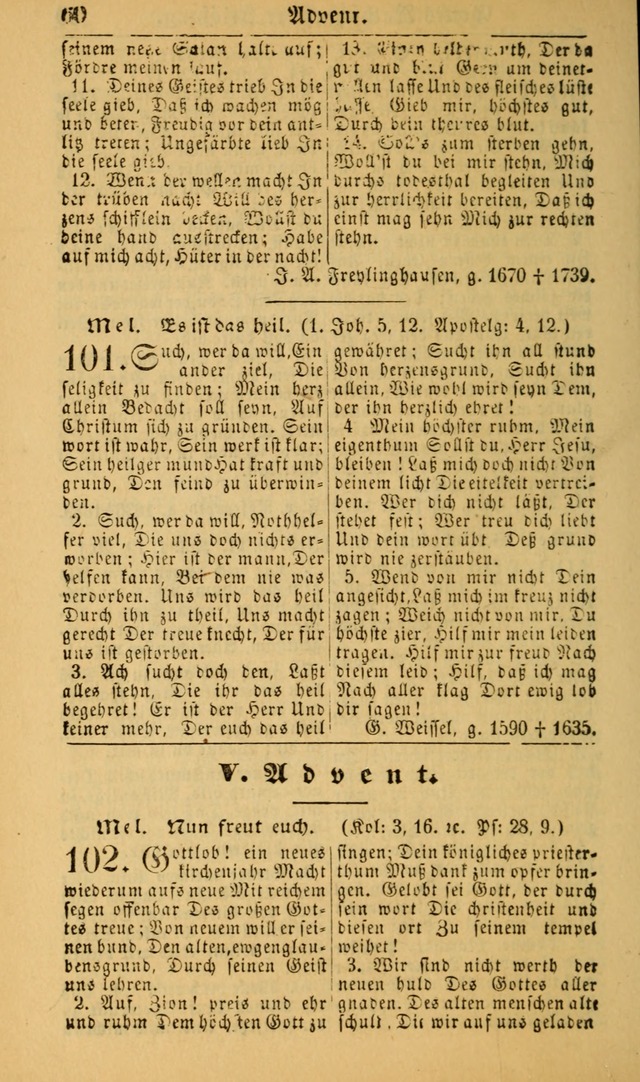 60 Advent.
seinem
fördre meinen lauf.
11. Deines Geistes trieb In die
seele gieb, Daß ich wachen mög
und beten, Freudig vor dein ant-
litz treten; Ungefärbte lieb In
die seele gieb.
12. Wenn der wellen macht In
der trüben nacht Will des her-
zens schifflein decken, Wollst du
deine hand ausstrecken; Habe
auf mich acht, Hüter in der nacht!
13. Der da
gut und um deinet-
Und des fleisches lüste
Gieb mir, höchstes gut,
Durch dein theures blut.
14. Soll's zum sterben gehn,
Woll'st du bei mir stehn, Mich
durchs todesthal begleiten Und
zur herrlichkeit bereiten, Daß ich
einst mag sehn Mich zur rechten
stehn.
J. A. Freylinghausen, g. 1670 † 1739.
Mel. Es ist das heil. (1. Joh. 5, 12. Apostelg: 4, 12.)
101. Such, wer da will, Ein
ander ziel, Die
seligkeit zu finden; Mein herz
allein Bedacht soll seyn, Auf
Christum sich zu gründen. Sein
wort ist wahr, Sein werk ist klar;
Sein heilger mund Hat kraft und
grund, Den feind zu überwin-
den.
2. Such, wer da will, Nothhel-
fer viel, Die uns doch nichts er-
worben; Hier ist der mann, Der
helfen kann, Bei dem nie was
verdorben. Uns wird das heil
Durch ihn zu theil, Uns macht
gerecht Der treue knecht, Der für
uns ist gestorben.
3. Ach sucht doch den, Laßt
alles stehn, Die ihr das heil
begehret! Er ist der Herr Und
keiner mehr, Der euch das heil
gewähret; Sucht ihn all stund
Von herzensgrund, Sucht ihn
allein, Wie wohl wird seyn Dem,
der ihn herzlich ehret!
4 Mein höchster ruhm, Mein
eigenthum Sollst du, Herr Jesu,
bleiben! Laß mich doch nicht Von
deinem licht Die eitelkeit vertrei-
ben. Wer dich nicht läßt, Der
stehet fest; Wer treu dich liebt
Und dein wort übt Deß grund
wird nie zerstäuben.
5. Wend von mir nicht Dein
angesicht, Laß mich im kreuz nicht
zagen; Weich nicht von mir, Du
höchste zier, Hilf mir mein leiden
tragen. Hilf mir zur freud Nach
diesem leid; Hilf, daß ich mag
Nach aller klag Dort ewig lob
dir sagen!
G. Weissel, g. 1590 † 1635.
V. Advent.
Mel. Nun freut euch. (Kol: 3, 16. ꝛc. Ps: 28, 9.)
102. Gottlob! ein neues
kirchenjahr Macht
wiederum aufs neue Mit reichem
segen offenbar Des großen Got-
tes treue; Von neuem will er sei-
nen bund, Den alten, ewgen glau-
bensgrund, Durch seinen Geist
uns lehren.
2. Auf, Zion! preis und ehr
und ruhm Dem höchsten Gott zu
singen; Dein königliches priester-
thum Muß dank zum opfer brin-
gen. Gelobt sei Gott, der durch
sein wort Die christenheit und
diesen ort Zu seinem tempel
weihet!
3. Wir sind nicht werth der
neuen huld Des Gottes aller
gnaden. Des alten menschen alte
schuld, Die wir auf uns geladen